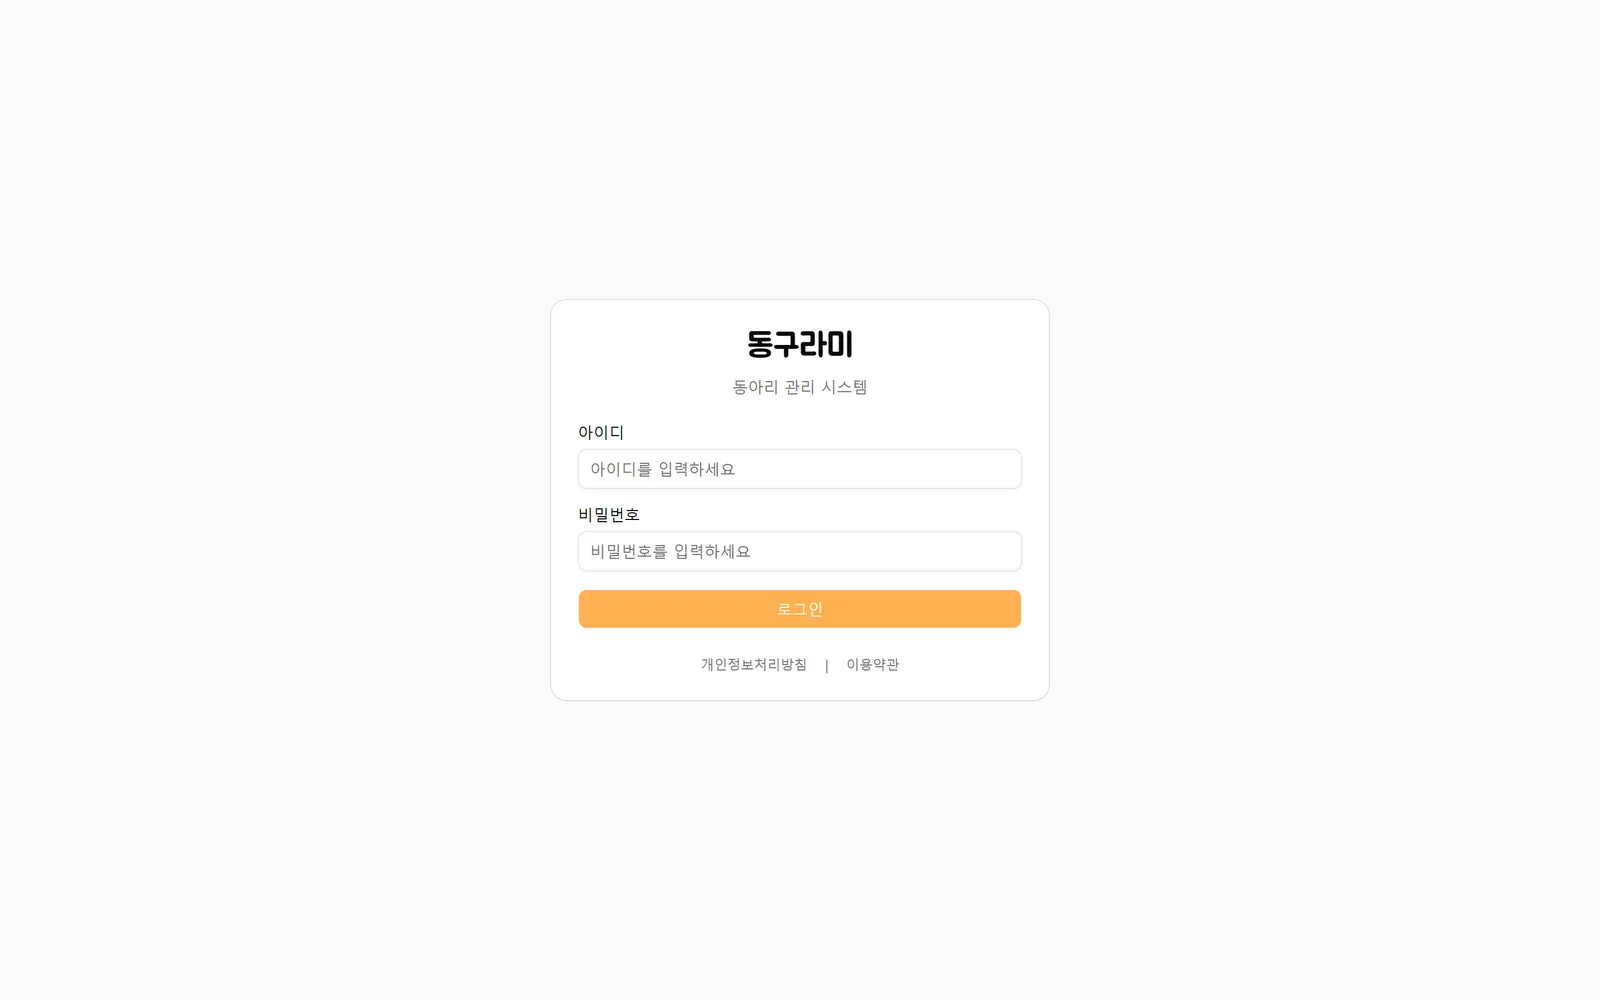 동구라미
동아리 관리 시스템
아이디
아이디를 입력하세요
비밀번호
비밀번호를 입력하세요
로그인
개인정보처리방침 | 이용약관